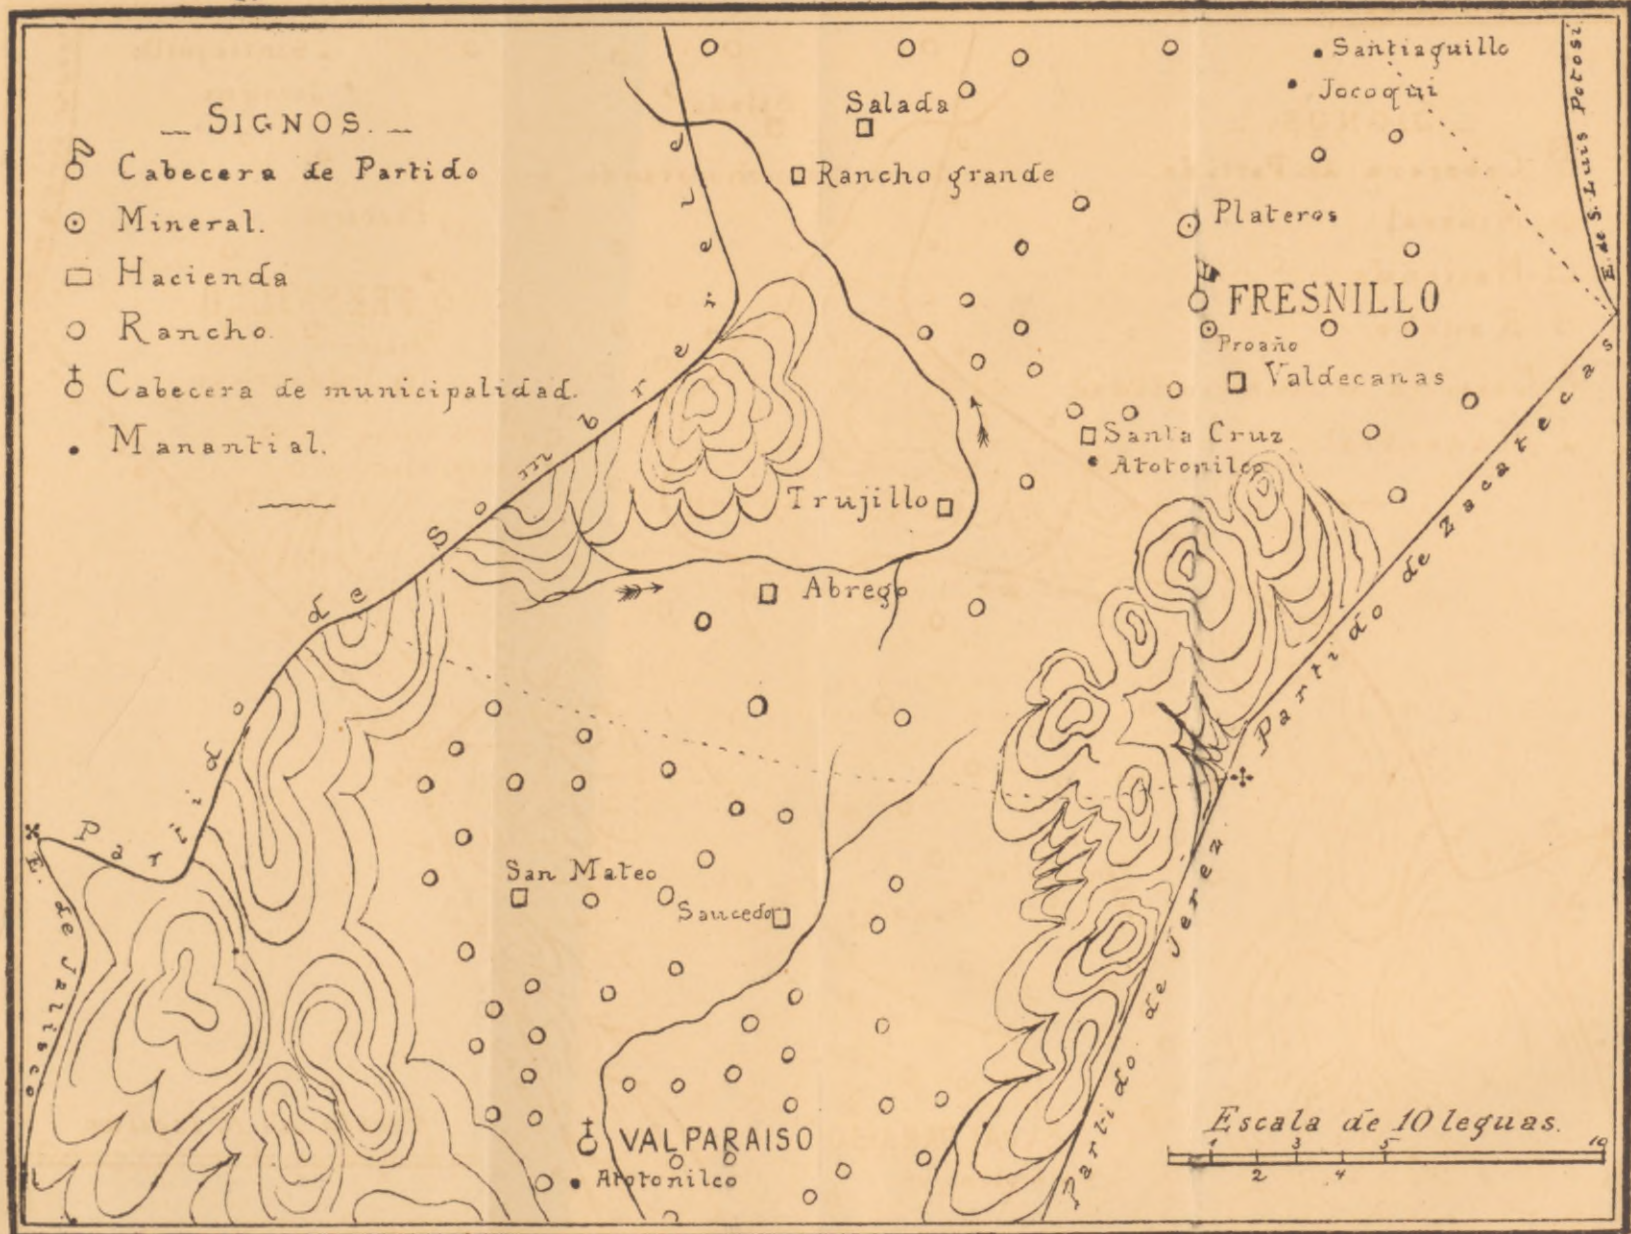 — SIGNOS. —
Cabecera de Partido
Mineral.
Hacienda
Rancho.
Cabecera de municipalidad.
Manantial.
Salada
Rancho grande
Santiaguillo
Jocoqui
Plateros
FRESNILLO
Proaño
Valdecanas
Santa Cruz
Atotonilco
Trujillo
Abrego
San Mateo
Saucedo
VALPARAISO
Atotonilco
E. de S. Luis Potosi.
Partido de Zacatecas
Partido de Jerez
Partido de Sombrerete
E. de Jalisco
Escala de 10 leguas.
1 3 5 10
2 4